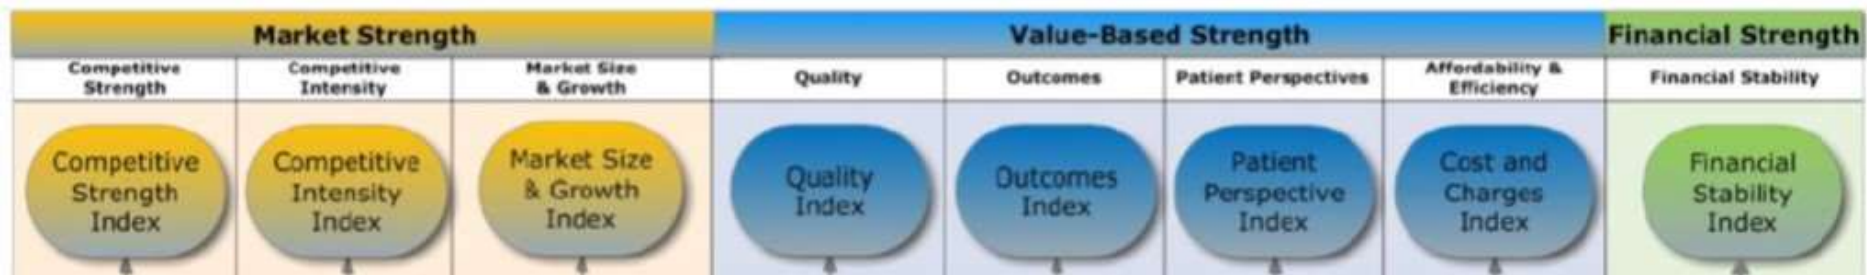 Market Strength
Value-Based Strength
Financial Strength
Competitive
Strength
Competitive
Intensity
Market Size
& Growth
Quality
Outcomes
Patient Perspectives
Affordability &
Efficiency
Financial Stability
Competitive
Strength
Index
Competitive
Intensity
Index
Market Size
& Growth
Index
Quality
Index
Outcomes
Index
Patient
Perspective
Index
Cost and
Charges
Index
Financial
Stability
Index